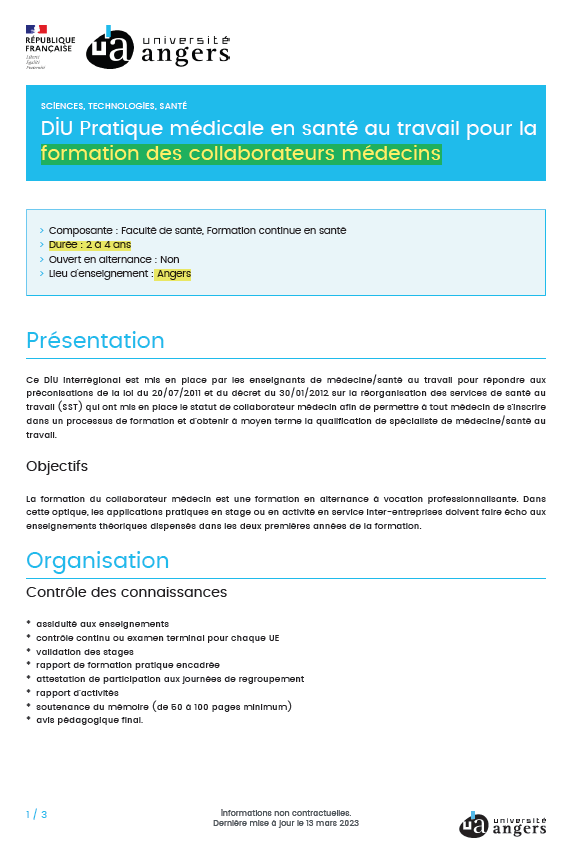 RÉPUBLIQUE
FRANÇAISE
Liberté
Égalité
Fraternité
ua université
angers
SCIENCES, TECHNOLOGIES, SANTÉ
DIU Pratique médicale en santé au travail pour la
formation des collaborateurs médecins
> Composante : Faculté de santé, Formation continue en santé
> Durée : 2 à 4 ans
> Ouvert en alternance : Non
> Lieu d'enseignement : Angers
Présentation
Ce DIU interrégional est mis en place par les enseignants de médecine/santé au travail pour répondre aux
préconisations de la loi du 20/07/2011 et du décret du 30/01/2012 sur la réorganisation des services de santé au
travail (SST) qui ont mis en place le statut de collaborateur médecin afin de permettre à tout médecin de s'inscrire
dans un processus de formation et d'obtenir à moyen terme la qualification de spécialiste de médecine/santé au
travail.
Objectifs
La formation du collaborateur médecin est une formation en alternance à vocation professionnalisante. Dans
cette optique, les applications pratiques en stage ou en activité en service inter-entreprises doivent faire écho aux
enseignements théoriques dispensés dans les deux premières années de la formation.
Organisation
Contrôle des connaissances
* assiduité aux enseignements
* contrôle continu ou examen terminal pour chaque UE
* validation des stages
* rapport de formation pratique encadrée
* attestation de participation aux journées de regroupement
* rapport d'activités
* soutenance du mémoire (de 50 à 100 pages minimum)
* avis pédagogique final.
1 / 3
Informations non contractuelles.
Dernière mise à jour le 13 mars 2023
ua université
angers